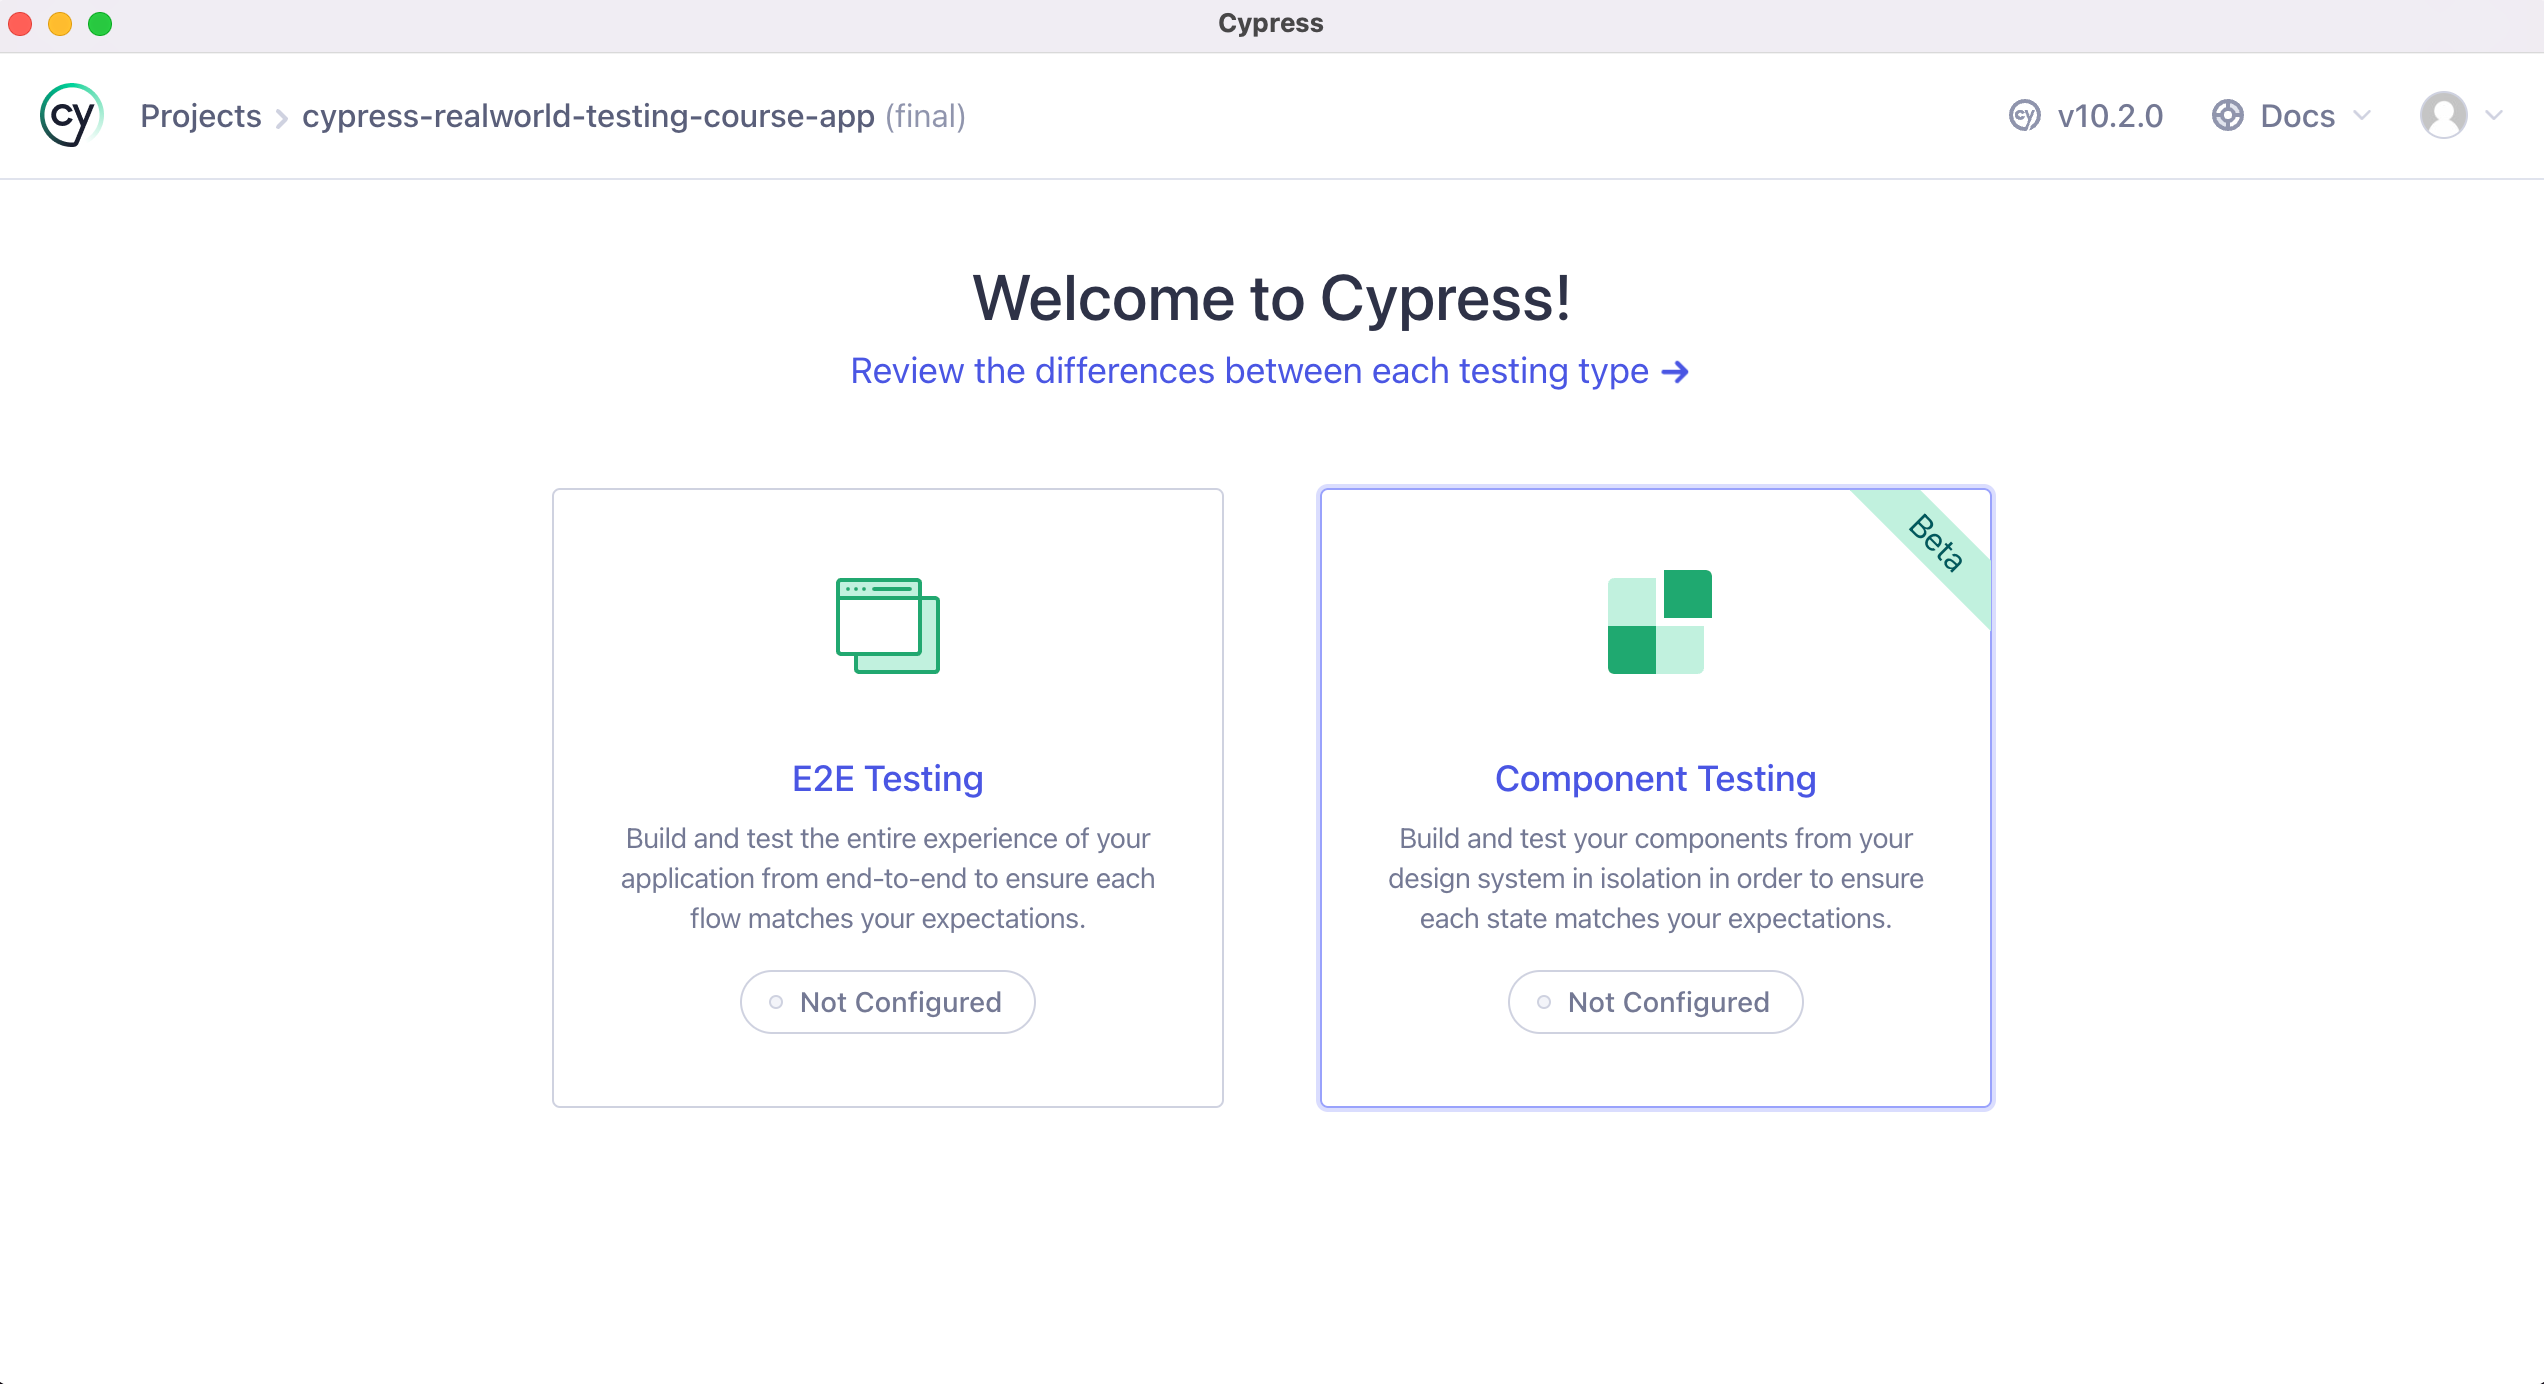 Cypress
cy
Projects > cypress-realworld-testing-course-app (final)
cy v10.2.0
Docs
Welcome to Cypress!
Review the differences between each testing type →
E2E Testing
Build and test the entire experience of your
application from end-to-end to ensure each
flow matches your expectations.
Not Configured
Beta
Component Testing
Build and test your components from your
design system in isolation in order to ensure
each state matches your expectations.
Not Configured